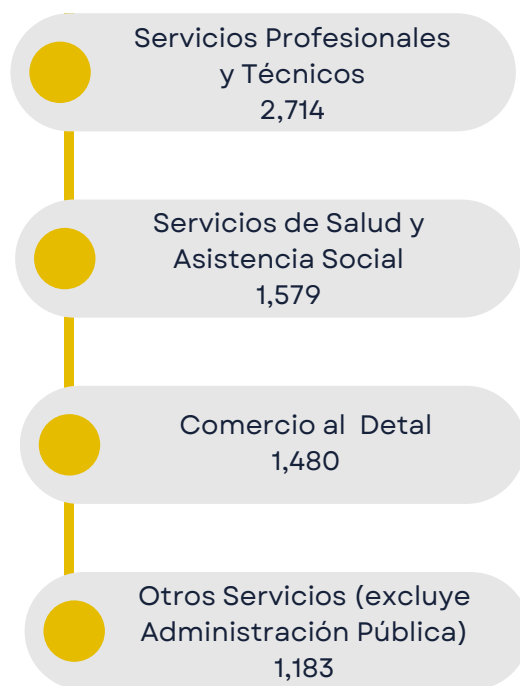 Servicios Profesionales
y Técnicos
2,714
Servicios de Salud y
Asistencia Social
1,579
Comercio al Detal
1,480
Otros Servicios (excluye
Administración Pública)
1,183